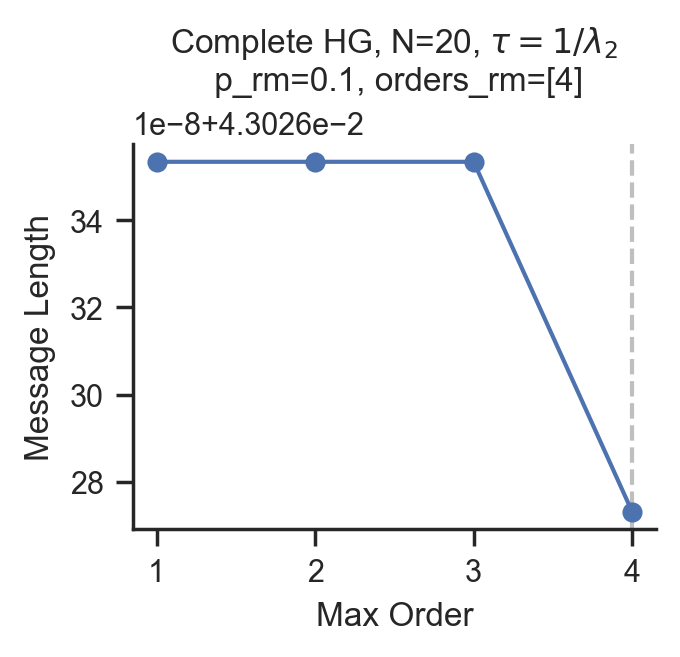 Complete HG, N=20, τ = 1/λ₂
p_rm=0.1, orders_rm=[4]
1e−8+4.3026e−2
34
32
30
28
Message Length
1 2 3 4
Max Order